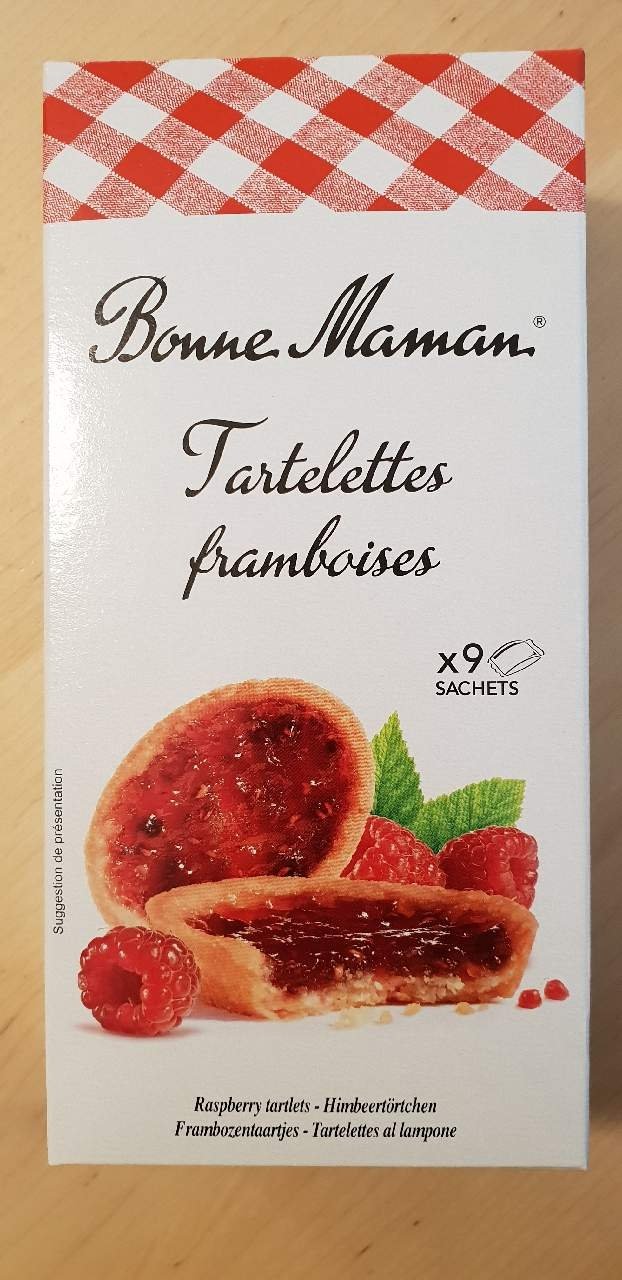 Bonne Maman®
Tartelettes
framboises
x9
SACHETS
Suggestion de présentation
Raspberry tartlets - Himbeertörtchen
Frambozentaartjes - Tartelettes al lampone